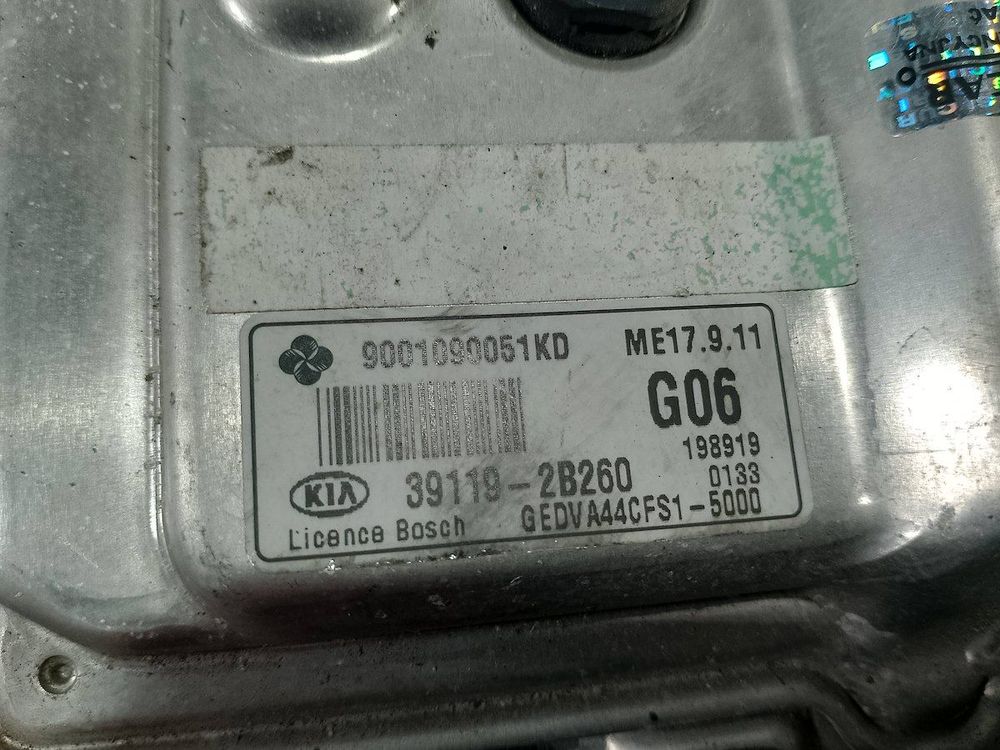 9001090051KD
ME17.9.11
G06
198919
0133
KIA 39119-2B260
Licence Bosch GEDVA44CFS1-5000